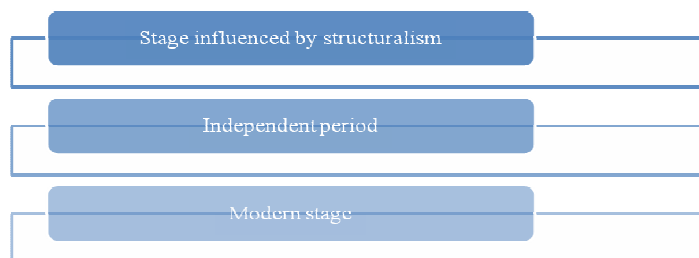 Stage influenced by structuralism
Independent period
Modern stage